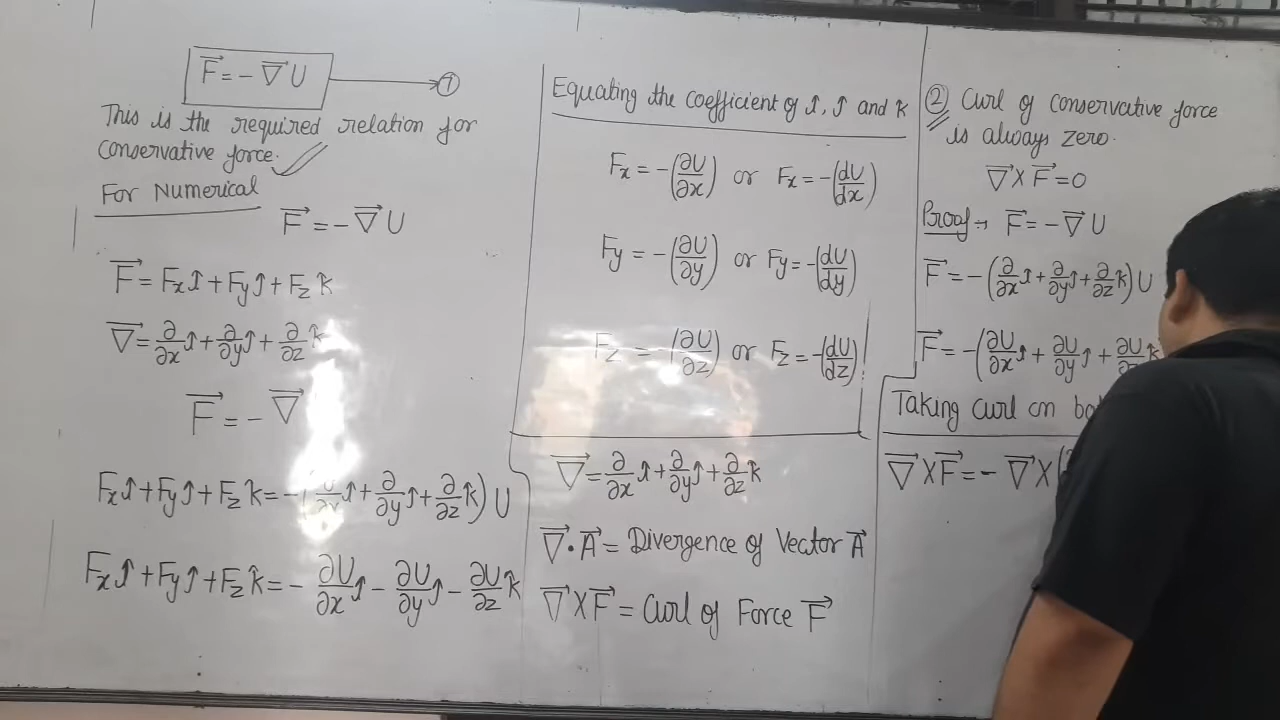 F⃗ = - ∇⃗ U → ⑦
This is the required relation for
conservative force.
For Numerical
F⃗ = - ∇⃗ U
F⃗ = Fx î + Fy ĵ + Fz k̂
∇⃗ = ∂/∂x î + ∂/∂y ĵ + ∂/∂z k̂
F⃗ = - ∇⃗
Fx î + Fy ĵ + Fz k̂ = -( /∂x î + ∂/∂y ĵ + ∂/∂z k̂) U
Fx î + Fy ĵ + Fz k̂ = - ∂U/∂x î - ∂U/∂y ĵ - ∂U/∂z k̂
Equating the coefficient of î, ĵ and k̂
Fx = -(∂U/∂x) or Fx = -(dU/dx)
Fy = -(∂U/∂y) or Fy = -(dU/dy)
Fz = -(∂U/∂z) or Fz = -(dU/dz)
∇⃗ = ∂/∂x î + ∂/∂y ĵ + ∂/∂z k̂
∇⃗ · A⃗ = Divergence of Vector A⃗
∇⃗ X F⃗ = Curl of Force F⃗
② Curl of conservative force
is always zero.
∇⃗ X F⃗ = 0
Proof → F⃗ = - ∇⃗ U
F⃗ = -(∂/∂x î + ∂/∂y ĵ + ∂/∂z k̂) U
F⃗ = -(∂U/∂x î + ∂U/∂y ĵ + ∂U/∂z k̂
Taking curl on
∇⃗ X F⃗ = - ∇⃗ X (